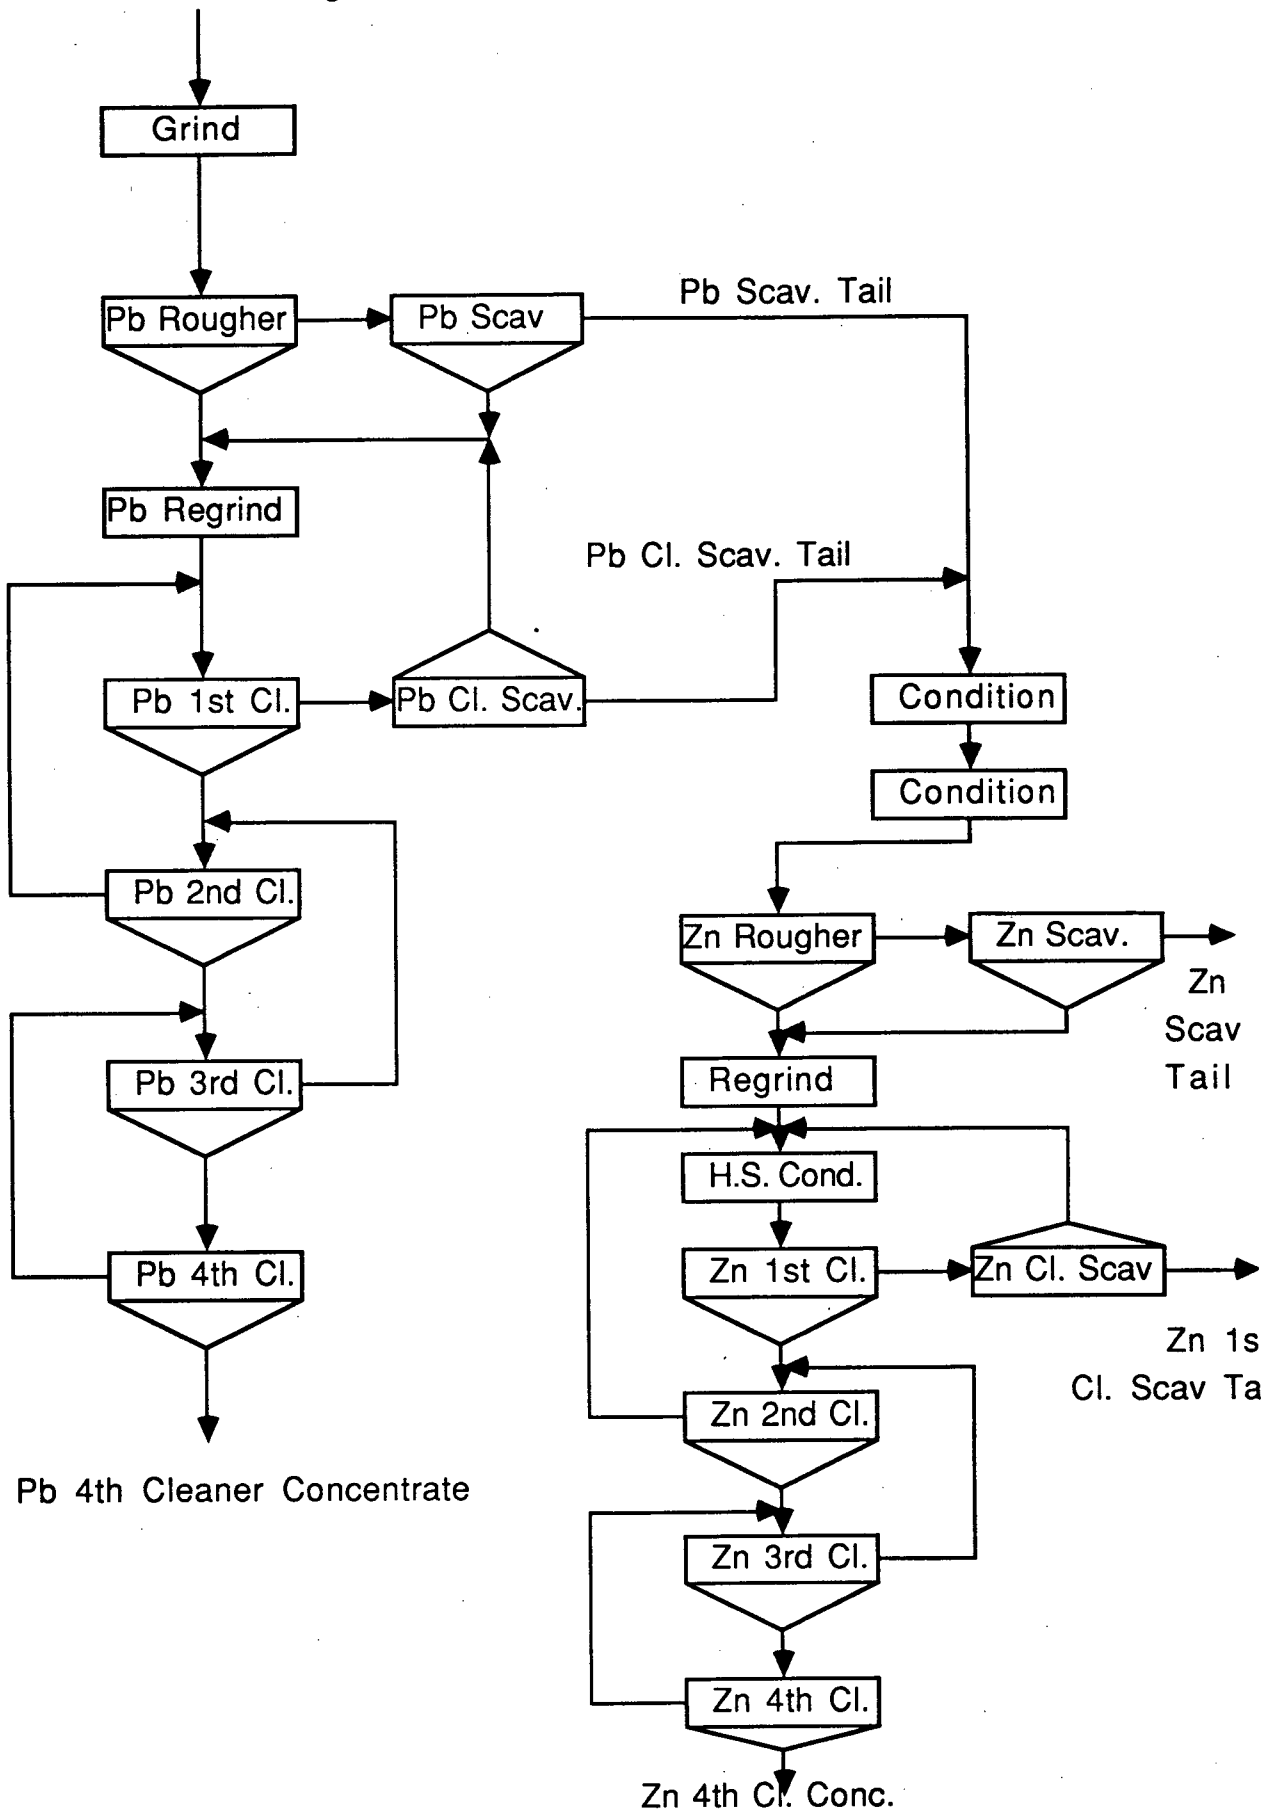 Grind
Pb Rougher
Pb Scav
Pb Scav. Tail
Pb Regrind
Pb Cl. Scav. Tail
Pb 1st Cl.
Pb Cl. Scav.
Condition
Condition
Pb 2nd Cl.
Zn Rougher
Zn Scav.
Zn
Scav
Tail
Pb 3rd Cl.
Regrind
H.S. Cond.
Pb 4th Cl.
Zn 1st Cl.
Zn Cl. Scav
Zn 1s
Cl. Scav Ta
Zn 2nd Cl.
Pb 4th Cleaner Concentrate
Zn 3rd Cl.
Zn 4th Cl.
Zn 4th Cl. Conc.